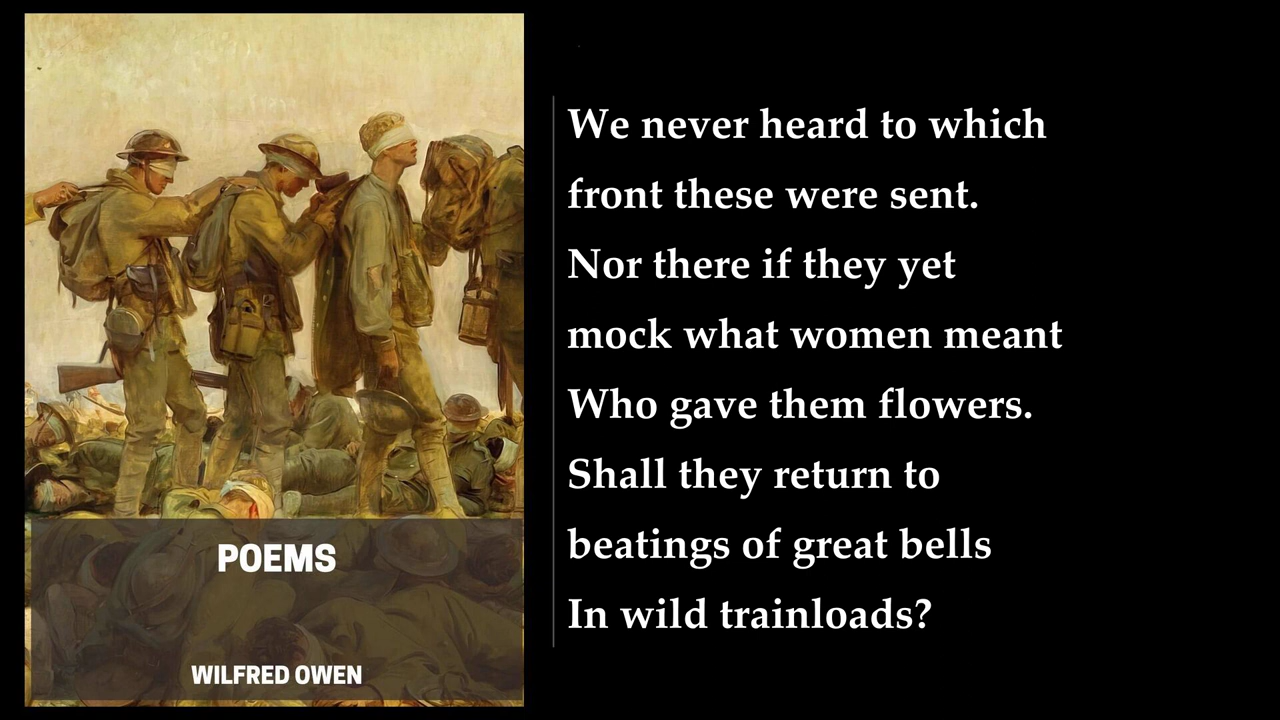 POEMS
WILFRED OWEN
We never heard to which
front these were sent.
Nor there if they yet
mock what women meant
Who gave them flowers.
Shall they return to
beatings of great bells
In wild trainloads?